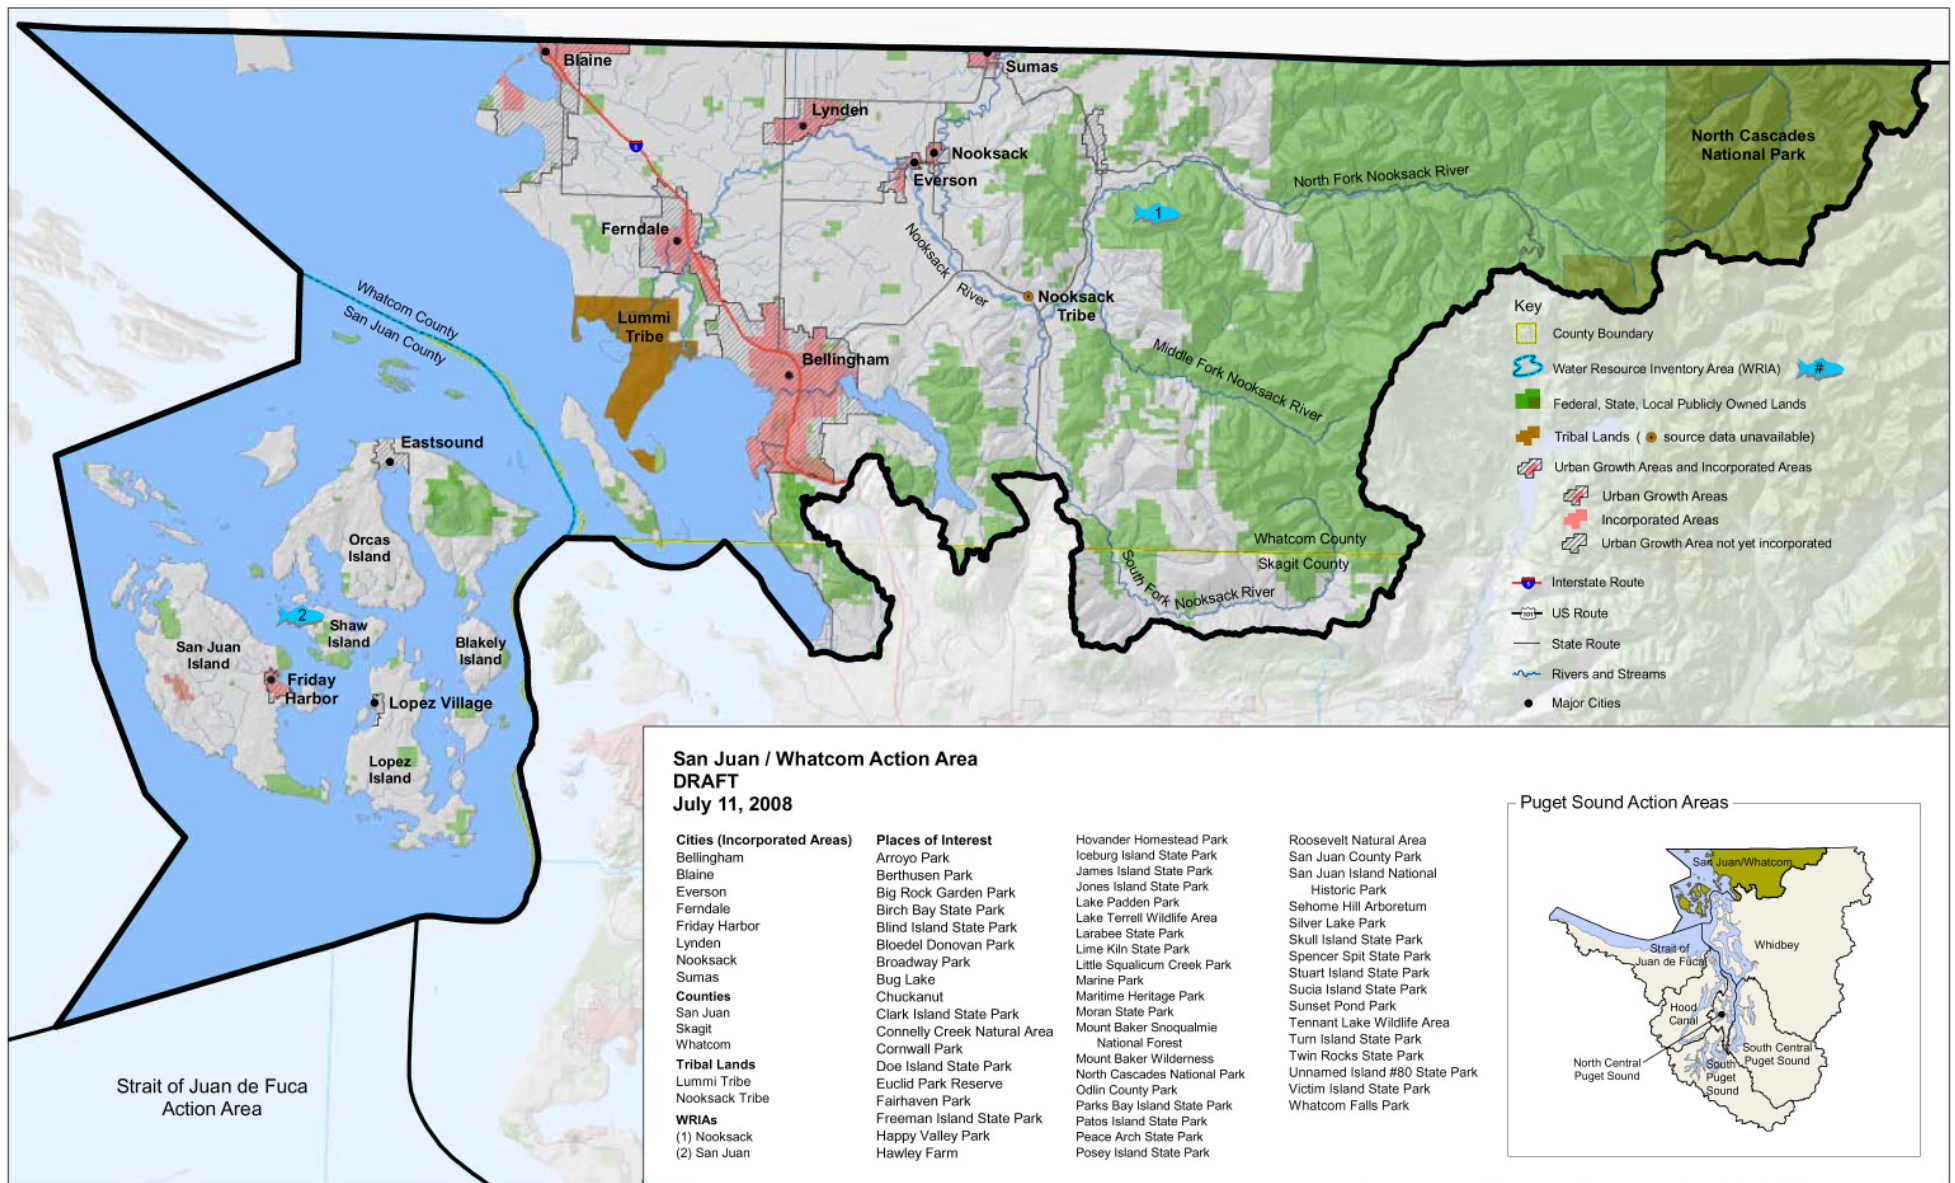 Blaine
Sumas
Lynden
Nooksack
Everson
North Cascades
National Park
North Fork Nooksack River
1
5
Ferndale
Nooksack
River
Whatcom County
San Juan County
Lummi
Tribe
Nooksack
Tribe
Bellingham
Middle Fork Nooksack River
Eastsound
Orcas
Island
Whatcom County
Skagit County
South Fork Nooksack River
2
Shaw
Island
San Juan
Island
Blakely
Island
Friday
Harbor
Lopez Village
Lopez
Island
Key
County Boundary
Water Resource Inventory Area (WRIA) #
Federal, State, Local Publicly Owned Lands
Tribal Lands ( source data unavailable)
Urban Growth Areas and Incorporated Areas
Urban Growth Areas
Incorporated Areas
Urban Growth Area not yet incorporated
5 Interstate Route
101 US Route
State Route
Rivers and Streams
Major Cities
Strait of Juan de Fuca
Action Area
San Juan / Whatcom Action Area
DRAFT
July 11, 2008
Cities (Incorporated Areas)
Bellingham
Blaine
Everson
Ferndale
Friday Harbor
Lynden
Nooksack
Sumas
Counties
San Juan
Skagit
Whatcom
Tribal Lands
Lummi Tribe
Nooksack Tribe
WRIAs
(1) Nooksack
(2) San Juan
Places of Interest
Arroyo Park
Berthusen Park
Big Rock Garden Park
Birch Bay State Park
Blind Island State Park
Bloedel Donovan Park
Broadway Park
Bug Lake
Chuckanut
Clark Island State Park
Connelly Creek Natural Area
Cornwall Park
Doe Island State Park
Euclid Park Reserve
Fairhaven Park
Freeman Island State Park
Happy Valley Park
Hawley Farm
Hovander Homestead Park
Iceburg Island State Park
James Island State Park
Jones Island State Park
Lake Padden Park
Lake Terrell Wildlife Area
Larabee State Park
Lime Kiln State Park
Little Squalicum Creek Park
Marine Park
Maritime Heritage Park
Moran State Park
Mount Baker Snoqualmie
National Forest
Mount Baker Wilderness
North Cascades National Park
Odlin County Park
Parks Bay Island State Park
Patos Island State Park
Peace Arch State Park
Posey Island State Park
Roosevelt Natural Area
San Juan County Park
San Juan Island National
Historic Park
Sehome Hill Arboretum
Silver Lake Park
Skull Island State Park
Spencer Spit State Park
Stuart Island State Park
Sucia Island State Park
Sunset Pond Park
Tennant Lake Wildlife Area
Turn Island State Park
Twin Rocks State Park
Unnamed Island #80 State Park
Victim Island State Park
Whatcom Falls Park
Puget Sound Action Areas
San Juan/Whatcom
Strait of
Juan de Fuca
Whidbey
Hood
Canal
North Central
Puget Sound
South
Puget
Sound
South Central
Puget Sound